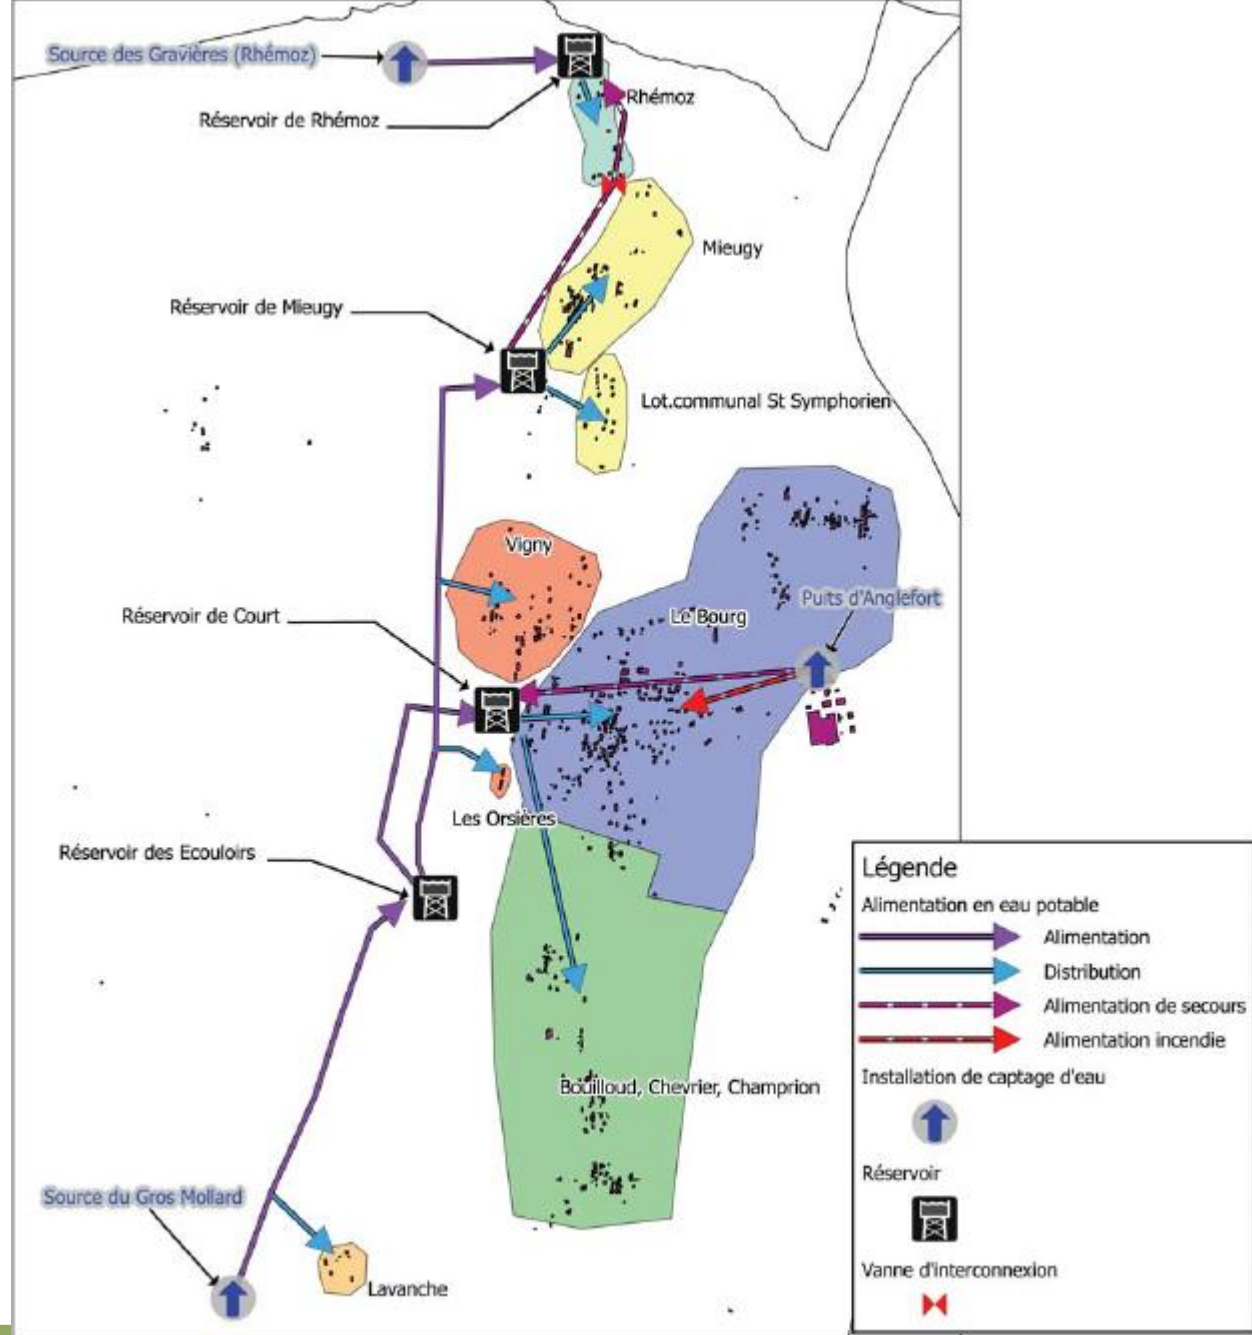 Source des Gravières (Rhémoz)
Réservoir de Rhémoz
Rhémoz
Mieugy
Réservoir de Mieugy
Lot.communal St Symphorien
Vigny
Réservoir de Court
Le Bourg
Puits d'Anglefort
Les Orsières
Réservoir des Ecouloirs
Bouilloud, Chevrier, Champrion
Source du Gros Mollard
Lavanche
Légende
Alimentation en eau potable
Alimentation
Distribution
Alimentation de secours
Alimentation incendie
Installation de captage d'eau
Réservoir
Vanne d'interconnexion